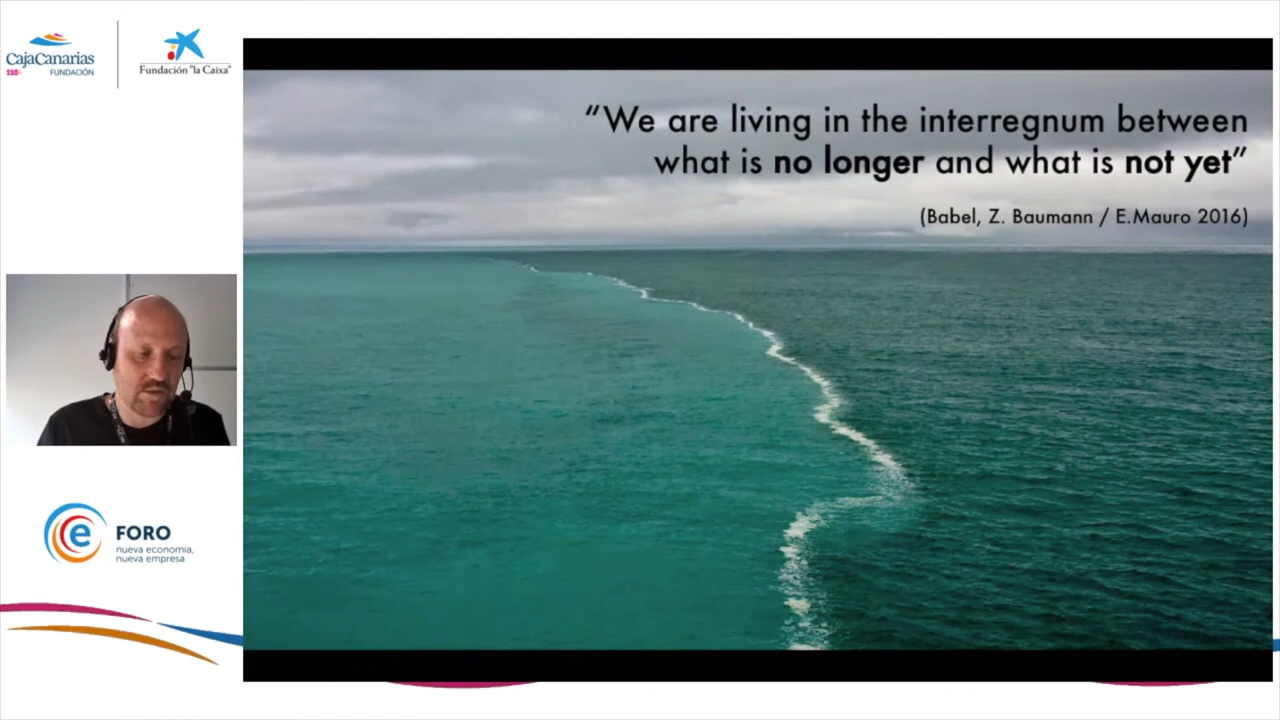 CajaCanarias
110
FUNDACIÓN
Fundación "la Caixa"
“We are living in the interregnum between
what is no longer and what is not yet”
(Babel, Z. Baumann / E.Mauro 2016)
e
FORO
nueva economía,
nueva empresa